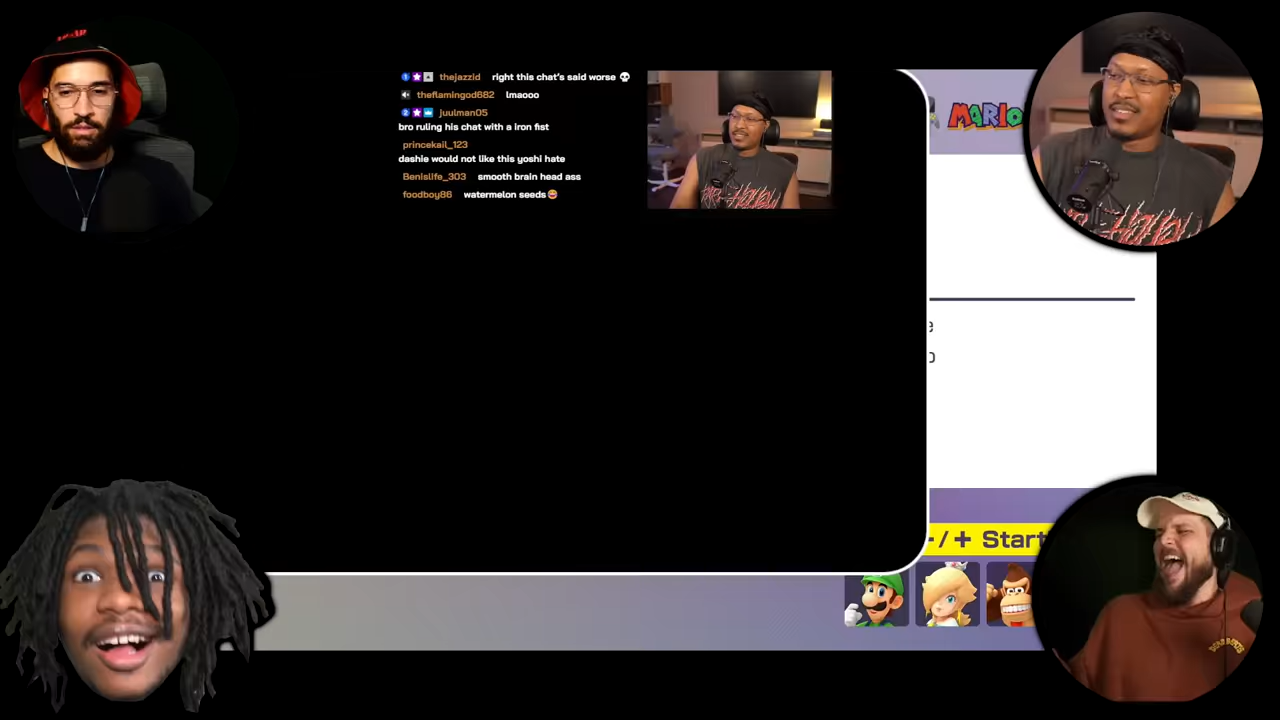 thejazzid right this chat's said worse 💀
theflamingod682 lmaooo
juulman05
bro ruling his chat with a iron fist
princekail_123
dashie would not like this yoshi hate
Benislife_303 smooth brain head ass
foodboy86 watermelon seeds😂
MARIO
e
- / + Start